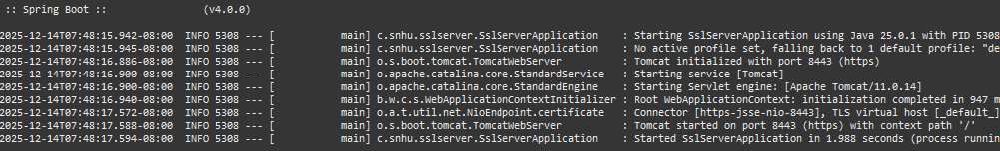 :: Spring Boot ::                (v4.0.0)
2025-12-14T07:48:15.942-08:00  INFO 5308 --- [           main] c.snhu.sslserver.SslServerApplication    : Starting SslServerApplication using Java 25.0.1 with PID 5308
2025-12-14T07:48:15.945-08:00  INFO 5308 --- [           main] c.snhu.sslserver.SslServerApplication    : No active profile set, falling back to 1 default profile: "de
2025-12-14T07:48:16.886-08:00  INFO 5308 --- [           main] o.s.boot.tomcat.TomcatWebServer          : Tomcat initialized with port 8443 (https)
2025-12-14T07:48:16.900-08:00  INFO 5308 --- [           main] o.apache.catalina.core.StandardService   : Starting service [Tomcat]
2025-12-14T07:48:16.900-08:00  INFO 5308 --- [           main] o.apache.catalina.core.StandardEngine    : Starting Servlet engine: [Apache Tomcat/11.0.14]
2025-12-14T07:48:16.940-08:00  INFO 5308 --- [           main] b.w.c.s.WebApplicationContextInitializer : Root WebApplicationContext: initialization completed in 947 m
2025-12-14T07:48:17.572-08:00  INFO 5308 --- [           main] o.a.t.util.net.NioEndpoint.certificate   : Connector [https-jsse-nio-8443], TLS virtual host [_default_]
2025-12-14T07:48:17.588-08:00  INFO 5308 --- [           main] o.s.boot.tomcat.TomcatWebServer          : Tomcat started on port 8443 (https) with context path '/'
2025-12-14T07:48:17.594-08:00  INFO 5308 --- [           main] c.snhu.sslserver.SslServerApplication    : Started SslServerApplication in 1.988 seconds (process runnin